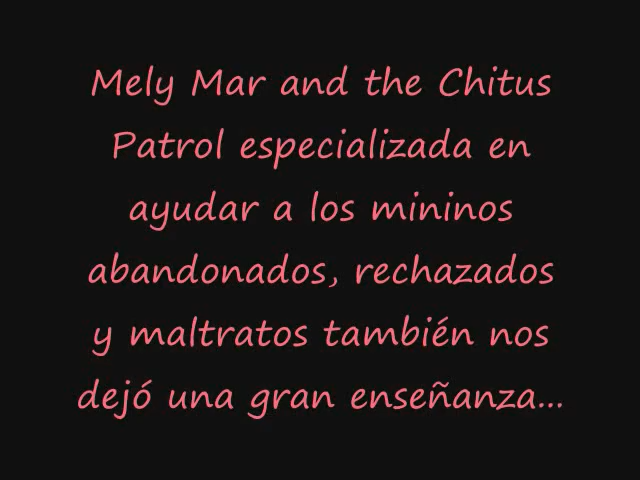 Mely Mar and the Chitus
Patrol especializada en
ayudar a los mininos
abandonados, rechazados
y maltratos también nos
dejó una gran enseñanza...